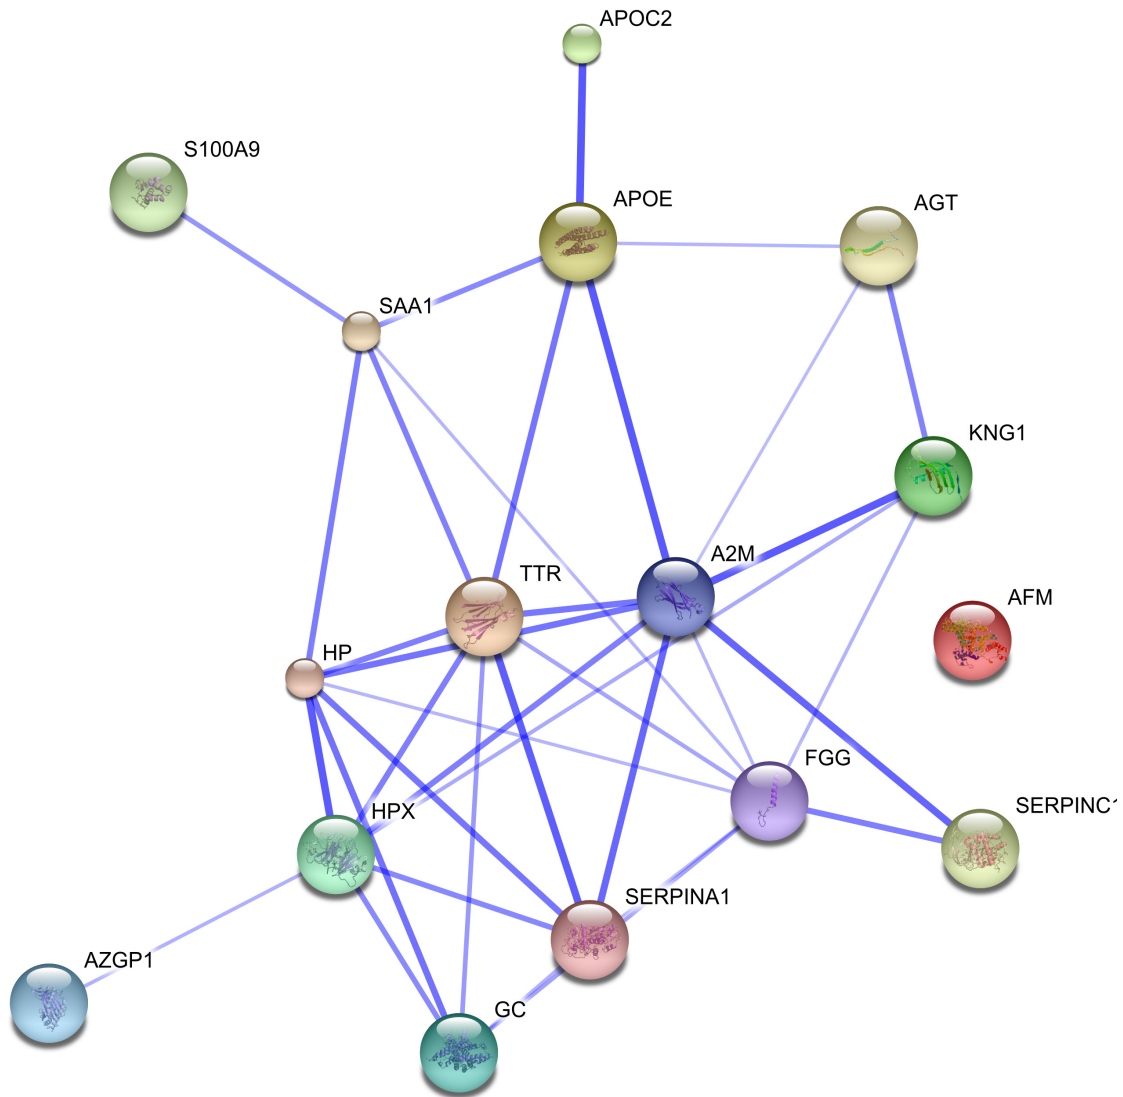 APOC2
S100A9
APOE
AGT
SAA1
KNG1
A2M
TTR
AFM
HP
FGG
HPX
SERPINC1
SERPINA1
AZGP1
GC